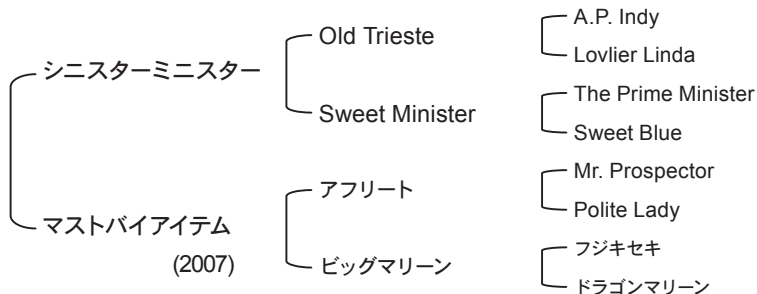 シニスターミニスター
マストバイアイテム
(2007)
Old Trieste
Sweet Minister
アフリート
ビッグマリーン
A.P. Indy
Lovlier Linda
The Prime Minister
Sweet Blue
Mr. Prospector
Polite Lady
フジキセキ
ドラゴンマリーン